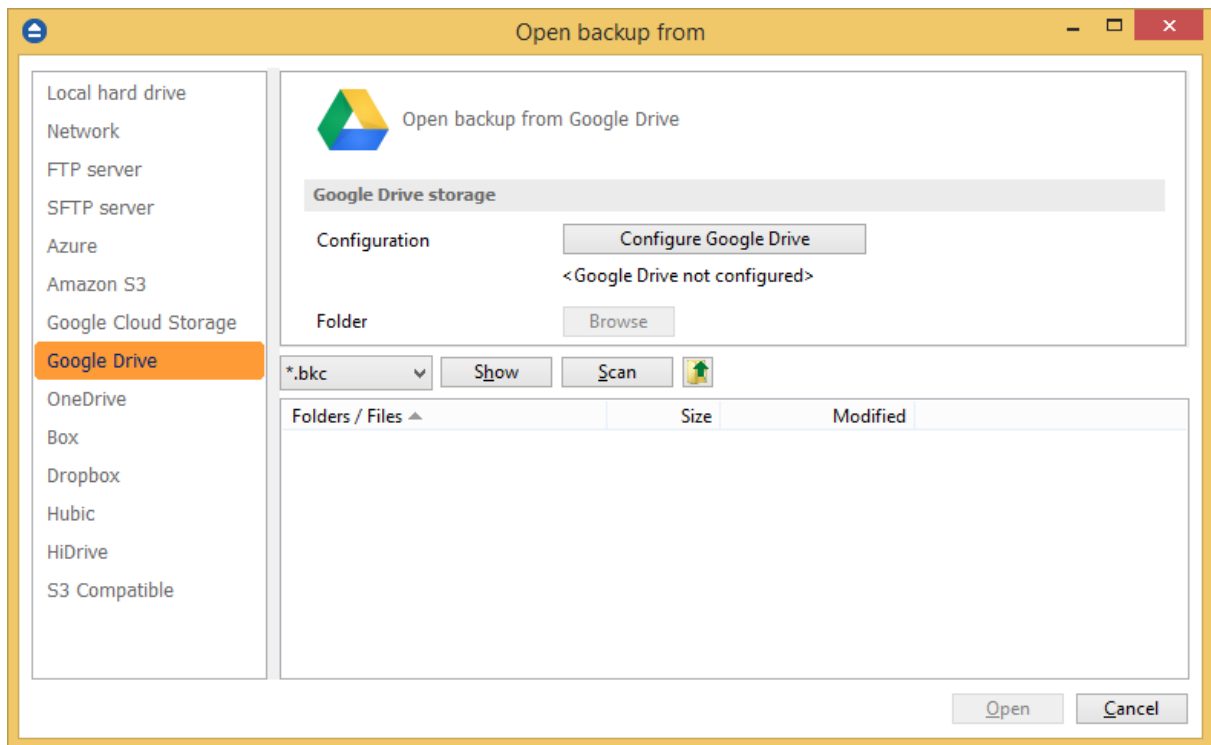 Open backup from
Local hard drive
Network
FTP server
SFTP server
Azure
Amazon S3
Google Cloud Storage
Google Drive
OneDrive
Box
Dropbox
Hubic
HiDrive
S3 Compatible
Open backup from Google Drive
Google Drive storage
Configuration Configure Google Drive
<Google Drive not configured>
Folder Browse
*.bkc Show Scan
Folders / Files Size Modified
Open Cancel